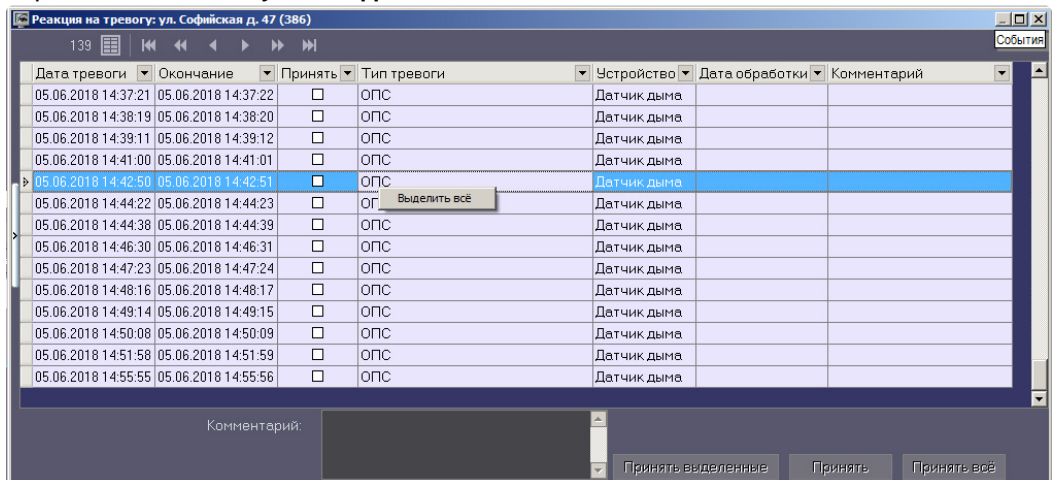 Реакция на тревогу: ул. Софийская д. 47 (386)
139
События
Дата тревоги Окончание Принять Тип тревоги Устройство Дата обработки Комментарий
05.06.2018 14:37:21 05.06.2018 14:37:22 ОПС Датчик дыма
05.06.2018 14:38:19 05.06.2018 14:38:20 ОПС Датчик дыма
05.06.2018 14:39:11 05.06.2018 14:39:12 ОПС Датчик дыма
05.06.2018 14:41:00 05.06.2018 14:41:01 ОПС Датчик дыма
05.06.2018 14:42:50 05.06.2018 14:42:51 ОПС Датчик дыма
Выделить всё
05.06.2018 14:44:22 05.06.2018 14:44:23 Датчик дыма
05.06.2018 14:44:38 05.06.2018 14:44:39 ОПС Датчик дыма
05.06.2018 14:46:30 05.06.2018 14:46:31 ОПС Датчик дыма
05.06.2018 14:47:23 05.06.2018 14:47:24 ОПС Датчик дыма
05.06.2018 14:48:16 05.06.2018 14:48:17 ОПС Датчик дыма
05.06.2018 14:49:14 05.06.2018 14:49:15 ОПС Датчик дыма
05.06.2018 14:50:08 05.06.2018 14:50:09 ОПС Датчик дыма
05.06.2018 14:51:58 05.06.2018 14:51:59 ОПС Датчик дыма
05.06.2018 14:55:55 05.06.2018 14:55:56 ОПС Датчик дыма
Комментарий:
Принять выделенные Принять Принять всё